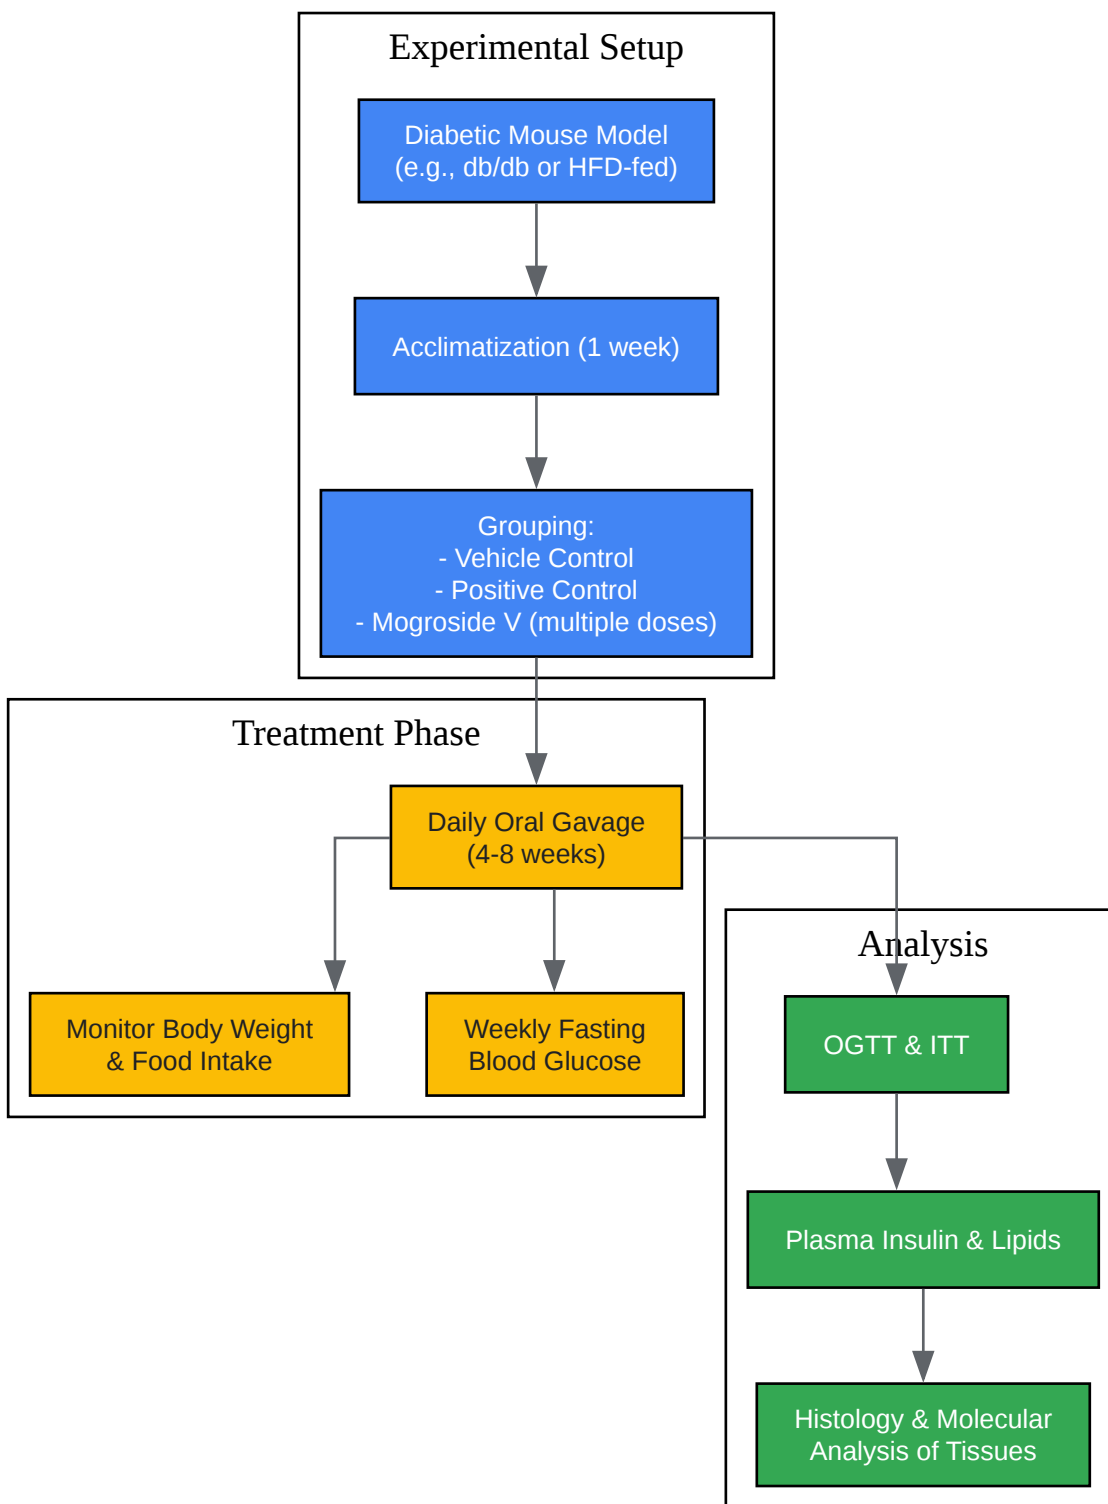 Experimental Setup
Diabetic Mouse Model
(e.g., db/db or HFD-fed)
Acclimatization (1 week)
Grouping:
- Vehicle Control
- Positive Control
- Mogroside V (multiple doses)
Treatment Phase
Daily Oral Gavage
(4-8 weeks)
Monitor Body Weight
& Food Intake
Weekly Fasting
Blood Glucose
Analysis
OGTT & ITT
Plasma Insulin & Lipids
Histology & Molecular
Analysis of Tissues